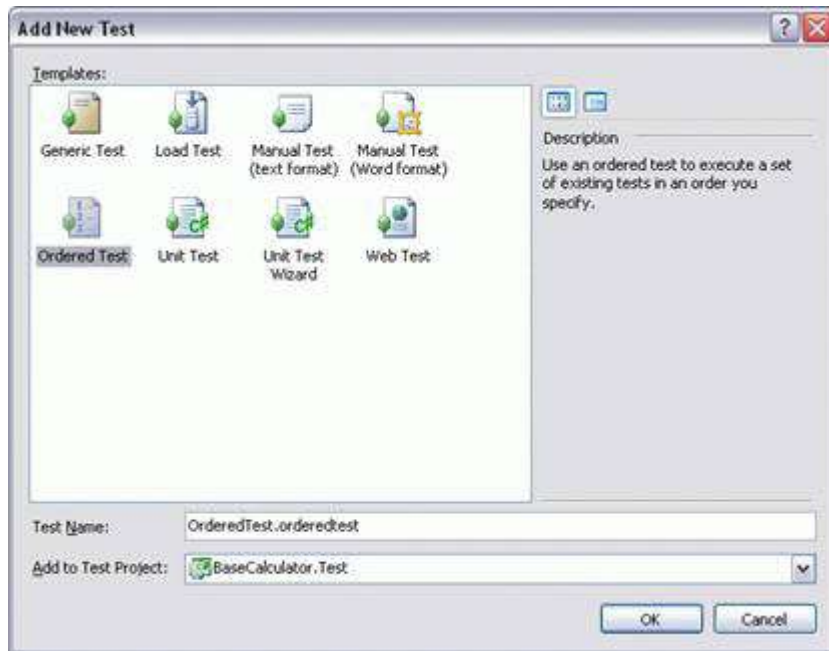 Add New Test
Templates:
Generic Test
Load Test
Manual Test
(text format)
Manual Test
(Word format)
Ordered Test
Unit Test
Unit Test
Wizard
Web Test
Description
Use an ordered test to execute a set
of existing tests in an order you
specify.
Test Name:
OrderedTest.orderedtest
Add to Test Project:
BaseCalculator.Test
OK
Cancel